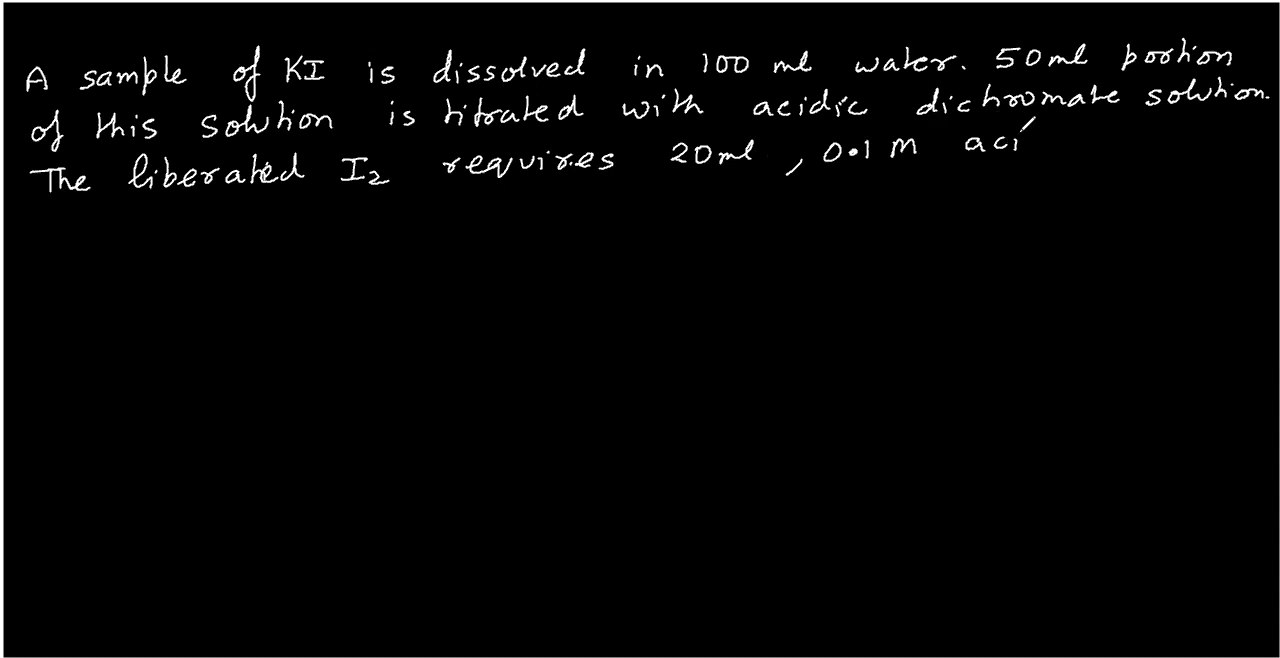 A sample of KI is dissolved in 100 ml water. 50ml portion
of this solution is titrated with acidic dichromate solution.
The liberated I₂ requires 20ml, 0.1 M aci